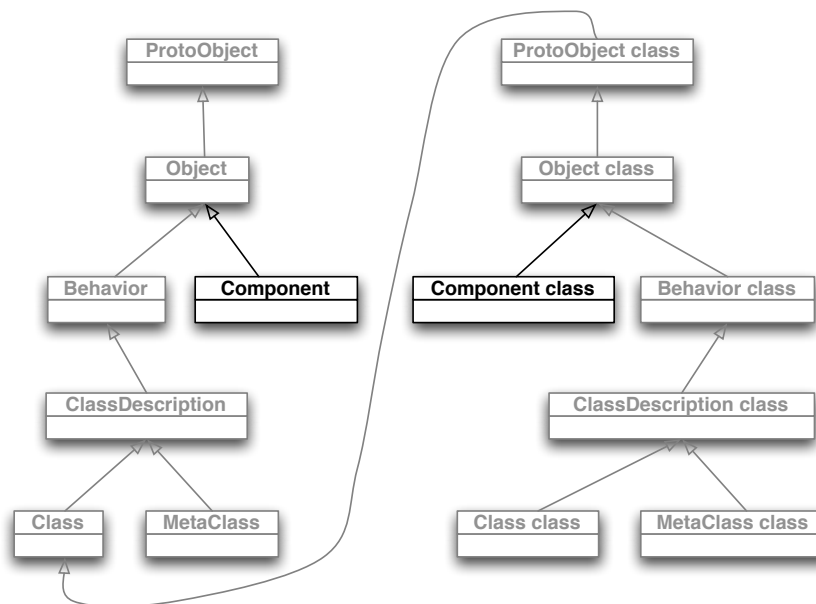 ProtoObject
ProtoObject class
Object
Object class
Behavior
Component
Component class
Behavior class
ClassDescription
ClassDescription class
Class
MetaClass
Class class
MetaClass class